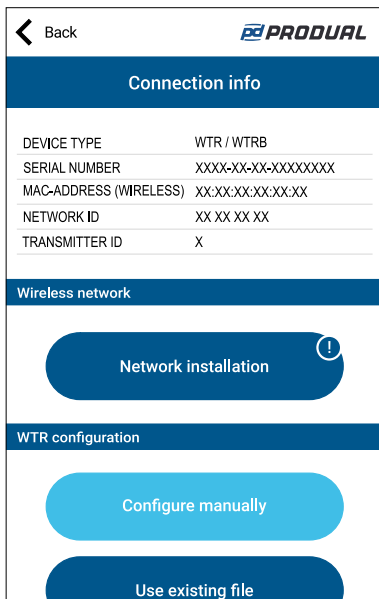 Back
pd PRODUAL
Connection info
DEVICE TYPE WTR / WTRB
SERIAL NUMBER XXXX-XX-XX-XXXXXXXX
MAC-ADDRESS (WIRELESS) XX:XX:XX:XX:XX:XX
NETWORK ID XX XX XX XX
TRANSMITTER ID X
Wireless network
!
Network installation
WTR configuration
Configure manually
Use existing file